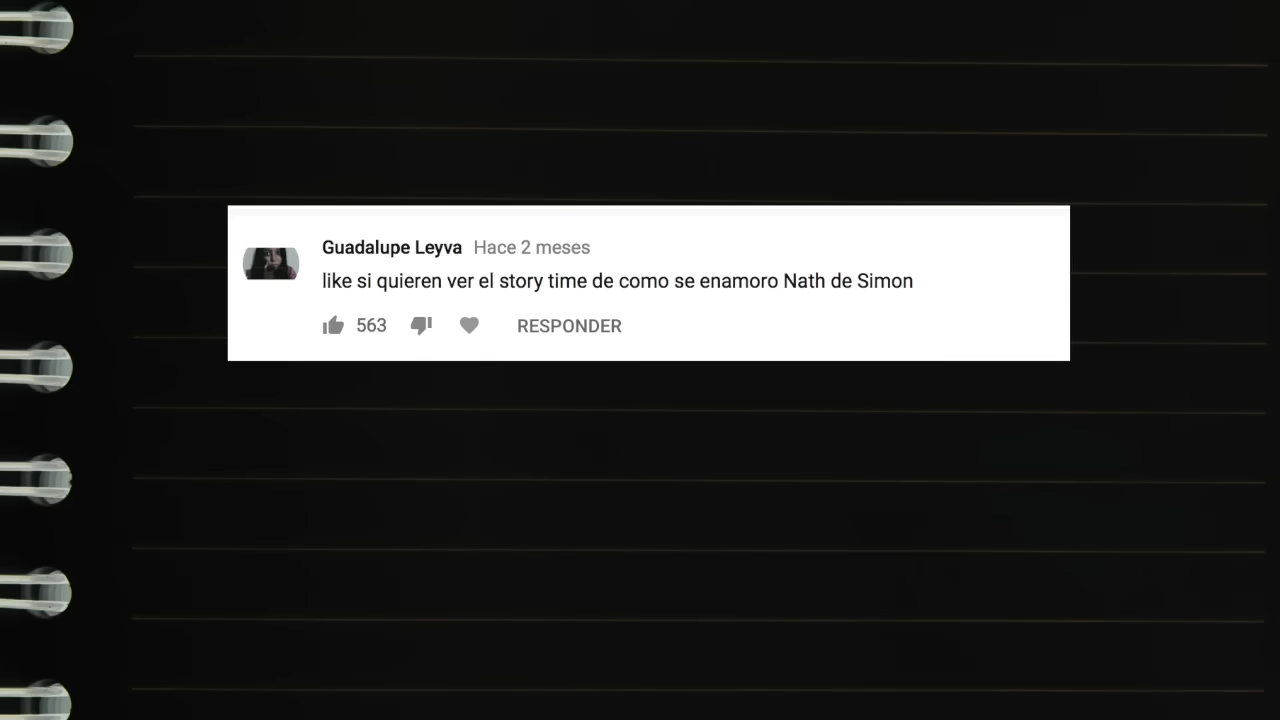 Guadalupe Leyva Hace 2 meses
like si quieren ver el story time de como se enamoro Nath de Simon
563 RESPONDER